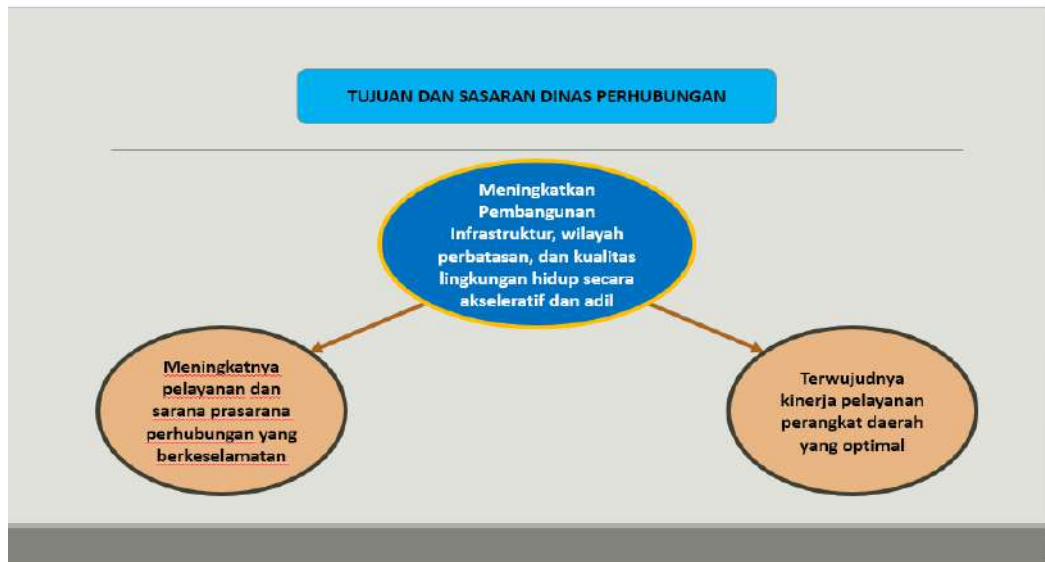 TUJUAN DAN SASARAN DINAS PERHUBUNGAN
Meningkatkan
Pembangunan
Infrastruktur, wilayah
perbatasan, dan kualitas
lingkungan hidup secara
akseleratif dan adil
Meningkatnya
pelayanan dan
sarana prasarana
perhubungan yang
berkeselamatan
Terwujudnya
kinerja pelayanan
perangkat daerah
yang optimal